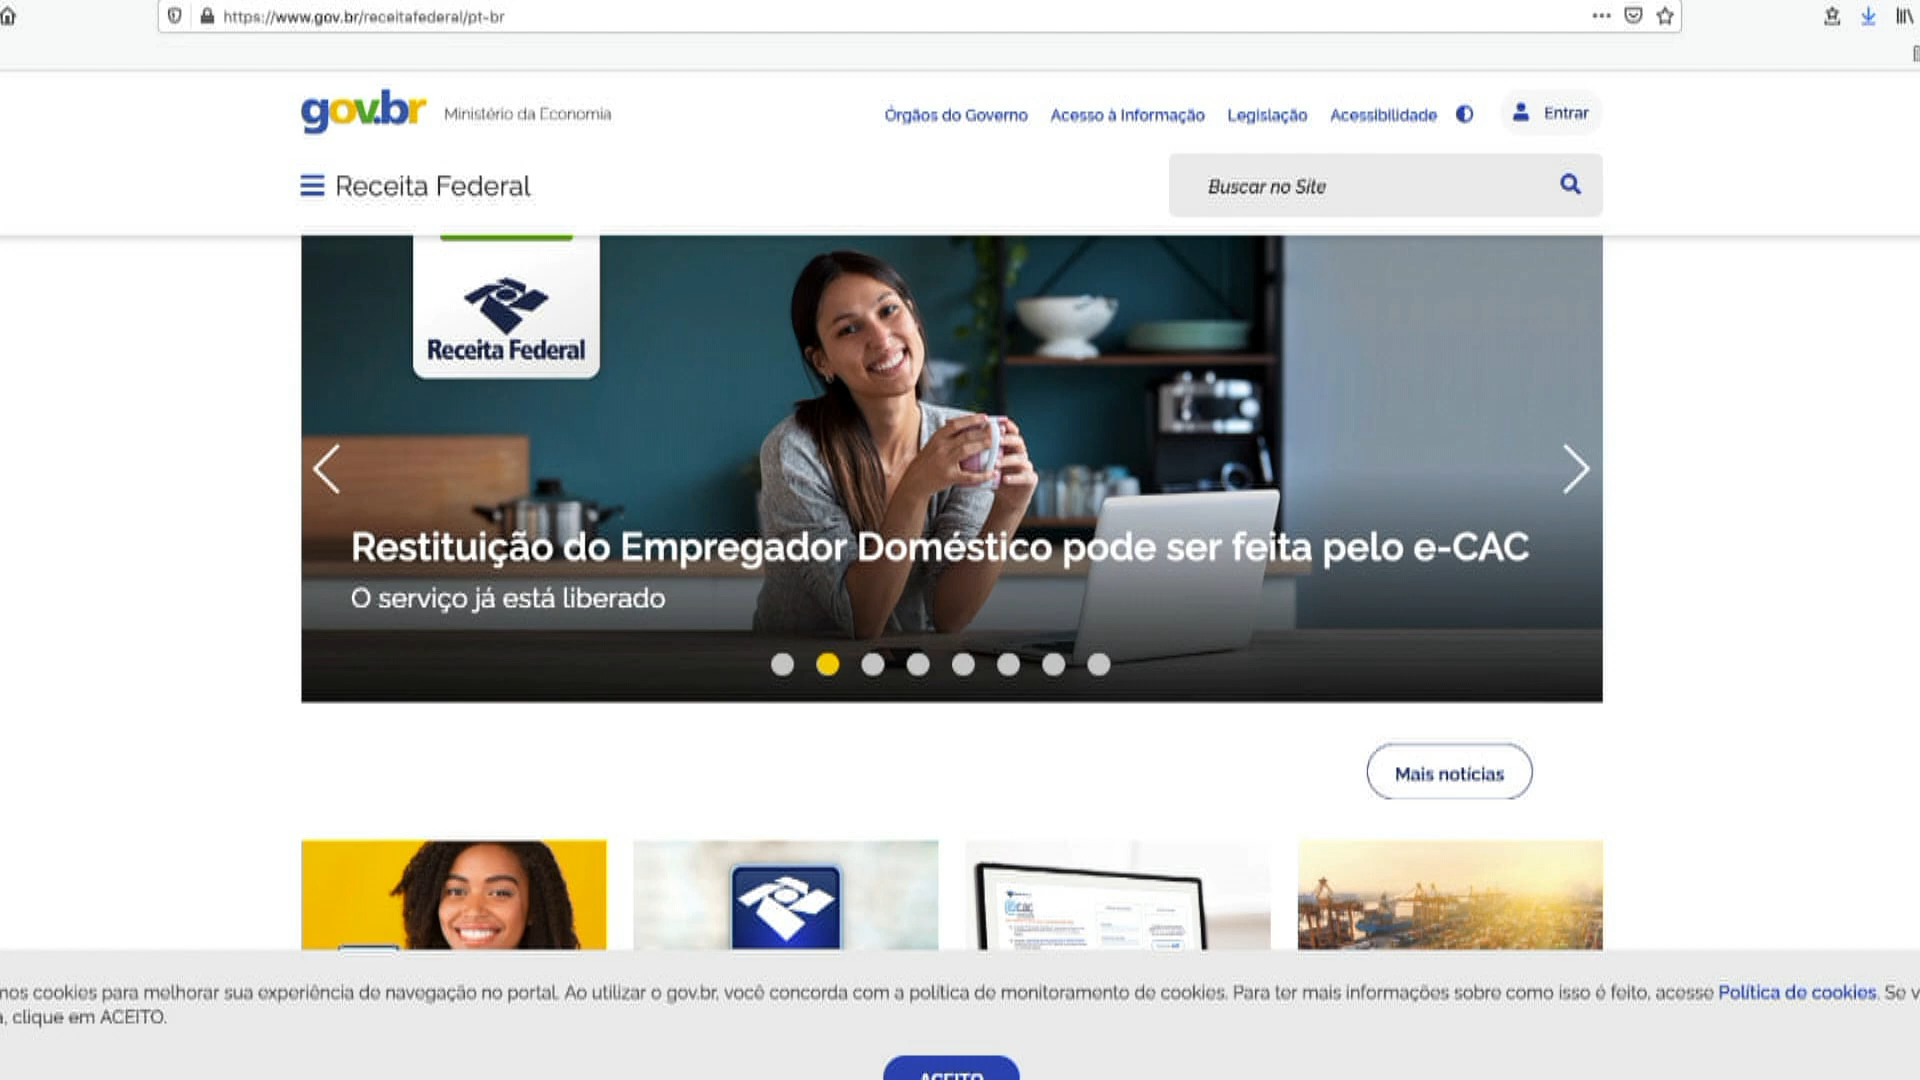 https://www.gov.br/receitafederal/pt-br
gov.br Ministério da Economia
Órgãos do Governo Acesso à Informação Legislação Acessibilidade Entrar
Receita Federal
Buscar no Site
Receita Federal
Restituição do Empregador Doméstico pode ser feita pelo e-CAC
O serviço já está liberado
Mais notícias
mos cookies para melhorar sua experiência de navegação no portal. Ao utilizar o gov.br, você concorda com a política de monitoramento de cookies. Para ter mais informações sobre como isso é feito, acesse Política de cookies. Se v
, clique em ACEITO.
ACEITO